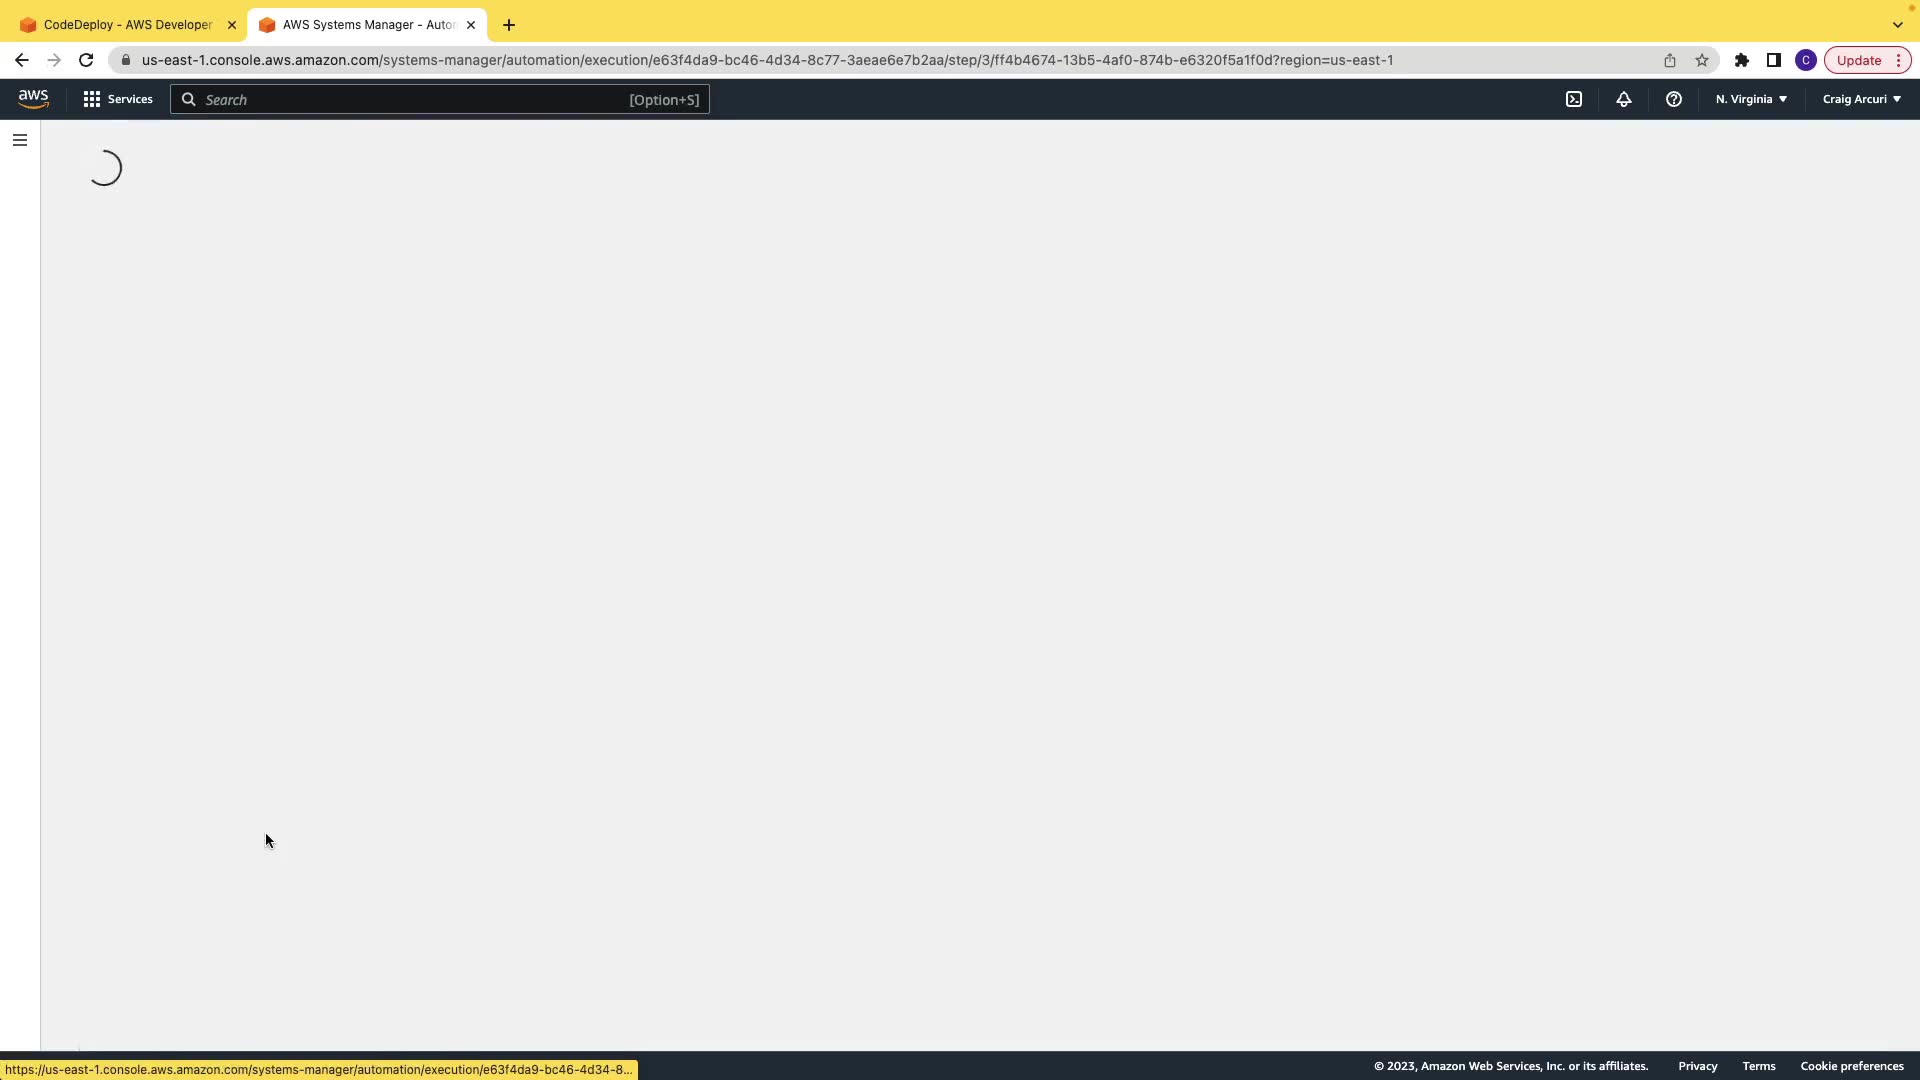 CodeDeploy - AWS Developer
AWS Systems Manager - Autom
us-east-1.console.aws.amazon.com/systems-manager/automation/execution/e63f4da9-bc46-4d34-8c77-3aeae6e7b2aa/step/3/ff4b4674-13b5-4af0-874b-e6320f5a1f0d?region=us-east-1
C
Update
aws
Services
Search
[Option+S]
N. Virginia
Craig Arcuri
https://us-east-1.console.aws.amazon.com/systems-manager/automation/execution/e63f4da9-bc46-4d34-8...
© 2023, Amazon Web Services, Inc. or its affiliates.
Privacy
Terms
Cookie preferences